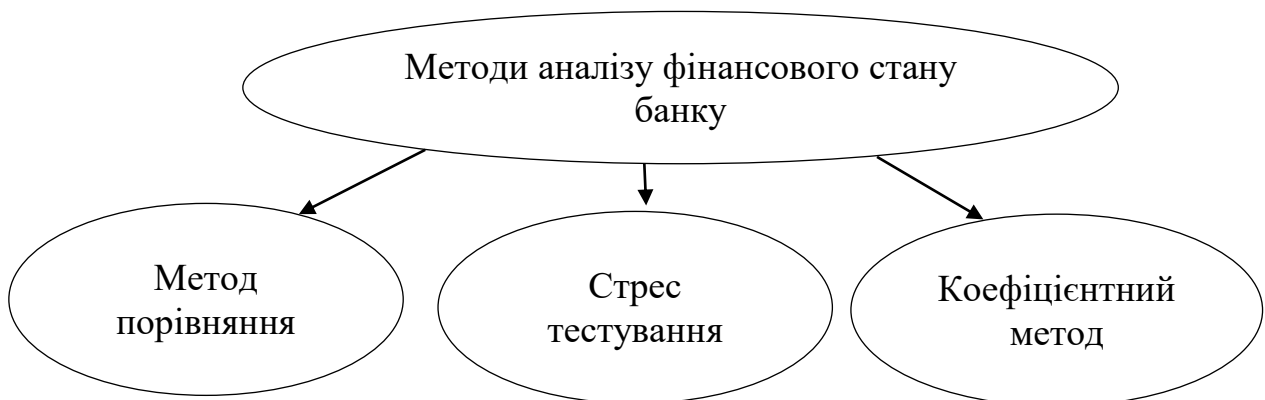 Методи аналізу фінансового стану
банку
Метод
порівняння
Стрес
тестування
Коефіцієнтний
метод